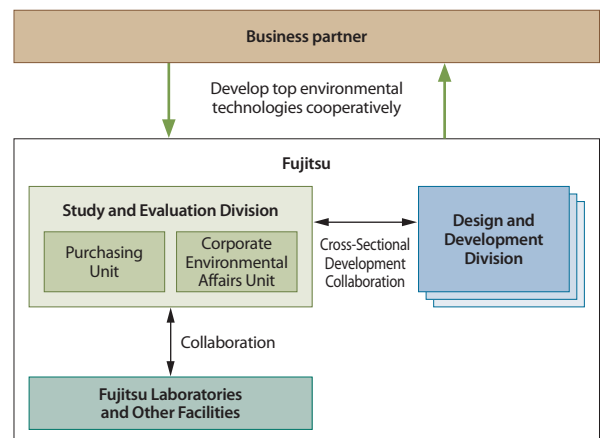 Business partner
Develop top environmental
technologies cooperatively
Fujitsu
Study and Evaluation Division
Purchasing
Unit
Corporate
Environmental
Affairs Unit
Cross-Sectional
Development
Collaboration
Design and
Development
Division
Collaboration
Fujitsu Laboratories
and Other Facilities